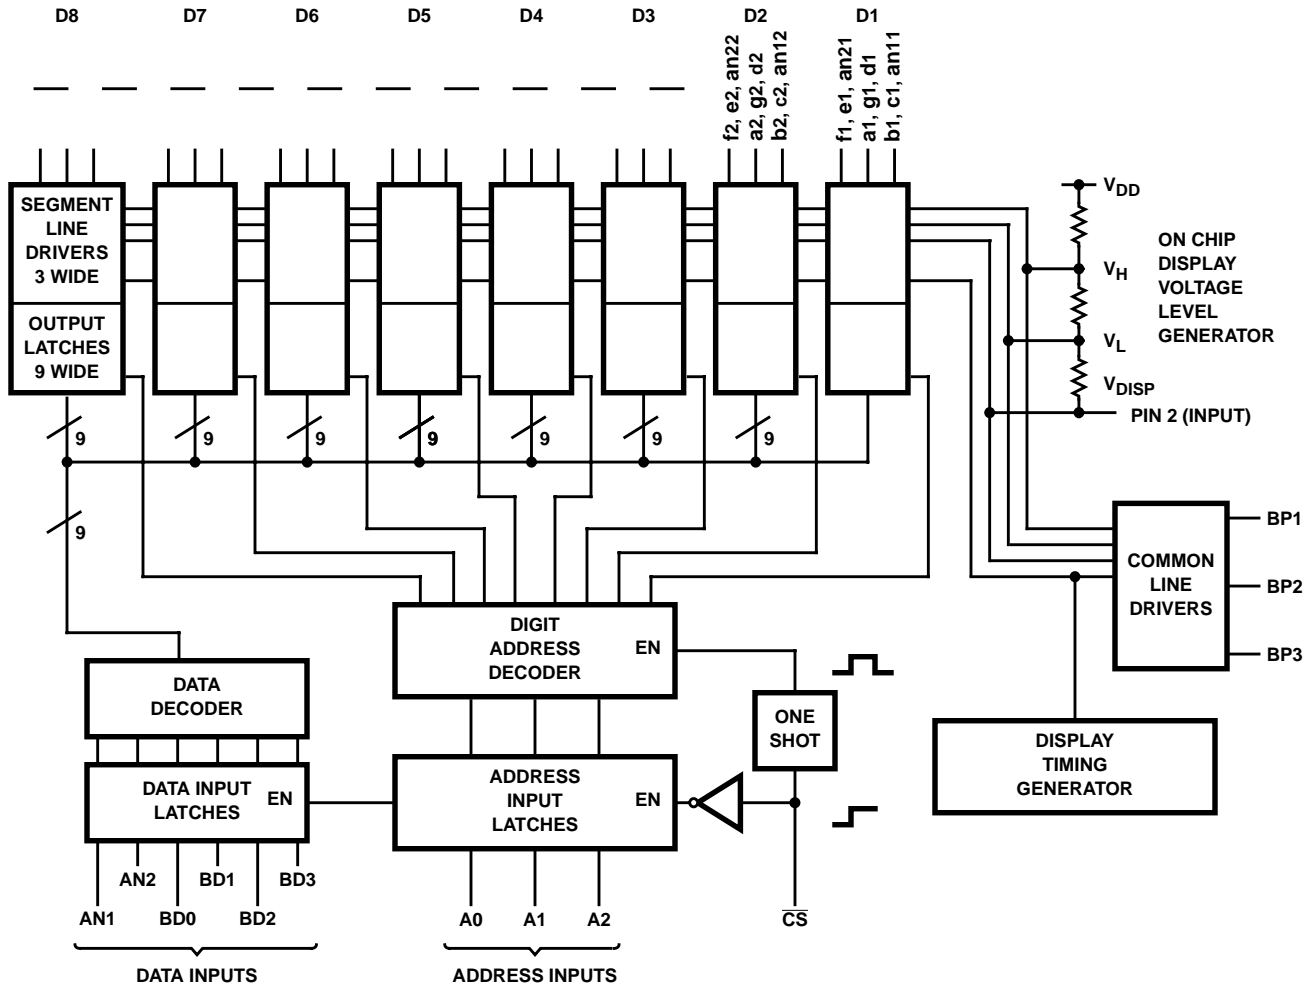 D8 D7 D6 D5 D4 D3 D2 D1
f2, e2, an22
a2, g2, d2
b2, c2, an12
f1, e1, an21
a1, g1, d1
b1, c1, an11
SEGMENT
LINE
DRIVERS
3 WIDE
OUTPUT
LATCHES
9 WIDE
VDD
VH
VL
VDISP
PIN 2 (INPUT)
ON CHIP
DISPLAY
VOLTAGE
LEVEL
GENERATOR
9 9 9 9 9 9 9
9
COMMON
LINE
DRIVERS
BP1
BP2
BP3
DIGIT
ADDRESS
DECODER
EN
DATA
DECODER
ONE
SHOT
DISPLAY
TIMING
GENERATOR
DATA INPUT
LATCHES
EN
ADDRESS
INPUT
LATCHES
EN
AN2 BD1 BD3
AN1 BD0 BD2
A0 A1 A2
C̅S̅
DATA INPUTS
ADDRESS INPUTS